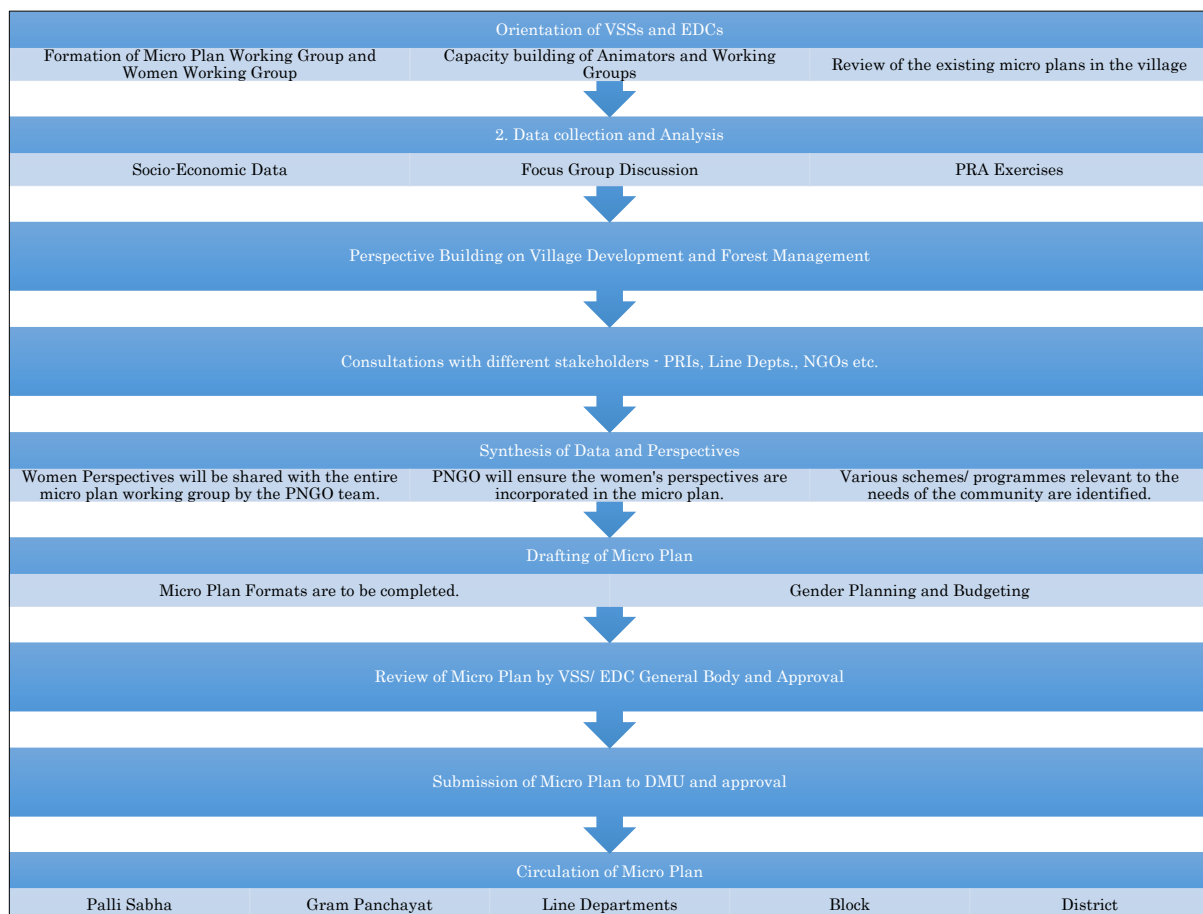 Orientation of VSSs and EDCs
Formation of Micro Plan Working Group and
Women Working Group
Capacity building of Animators and Working
Groups
Review of the existing micro plans in the village
2. Data collection and Analysis
Socio-Economic Data
Focus Group Discussion
PRA Exercises
Perspective Building on Village Development and Forest Management
Consultations with different stakeholders - PRIs, Line Depts., NGOs etc.
Synthesis of Data and Perspectives
Women Perspectives will be shared with the entire
micro plan working group by the PNGO team.
PNGO will ensure the women's perspectives are
incorporated in the micro plan.
Various schemes/ programmes relevant to the
needs of the community are identified.
Drafting of Micro Plan
Micro Plan Formats are to be completed.
Gender Planning and Budgeting
Review of Micro Plan by VSS/ EDC General Body and Approval
Submission of Micro Plan to DMU and approval
Circulation of Micro Plan
Palli Sabha
Gram Panchayat
Line Departments
Block
District